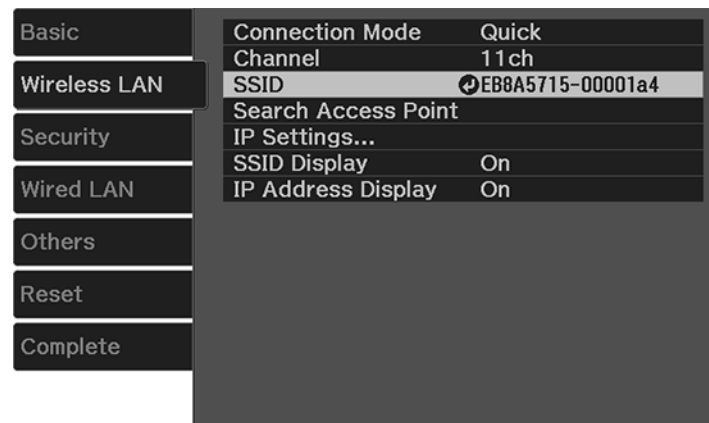 Basic
Wireless LAN
Security
Wired LAN
Others
Reset
Complete
Connection Mode Quick
Channel 11ch
SSID EB8A5715-00001a4
Search Access Point
IP Settings...
SSID Display On
IP Address Display On